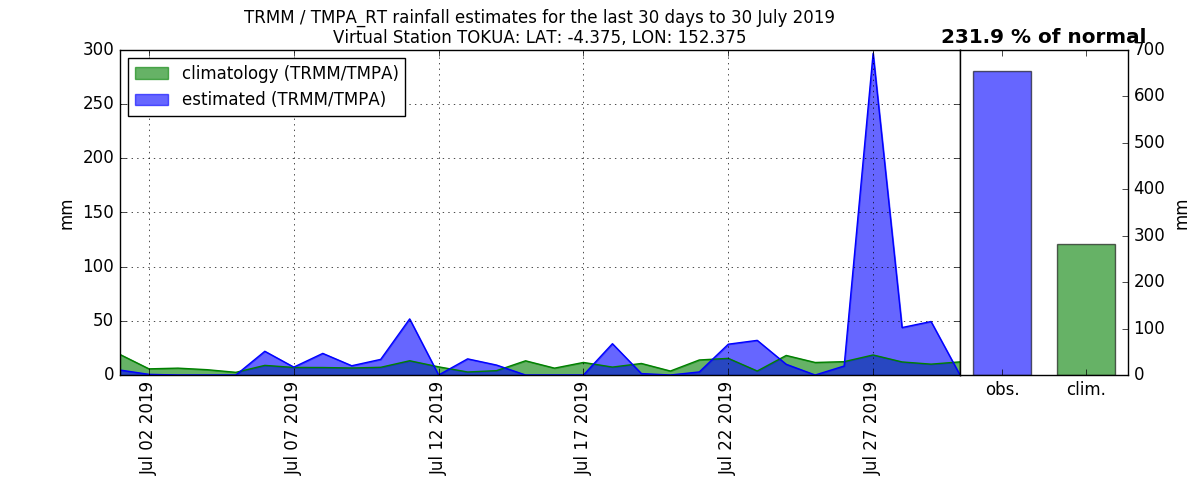 TRMM / TMPA_RT rainfall estimates for the last 30 days to 30 July 2019
Virtual Station TOKUA: LAT: -4.375, LON: 152.375
231.9 % of normal
climatology (TRMM/TMPA)
estimated (TRMM/TMPA)
300
250
200
150
100
50
0
mm
Jul 02 2019
Jul 07 2019
Jul 12 2019
Jul 17 2019
Jul 22 2019
Jul 27 2019
obs.
clim.
700
600
500
400
300
200
100
0
mm